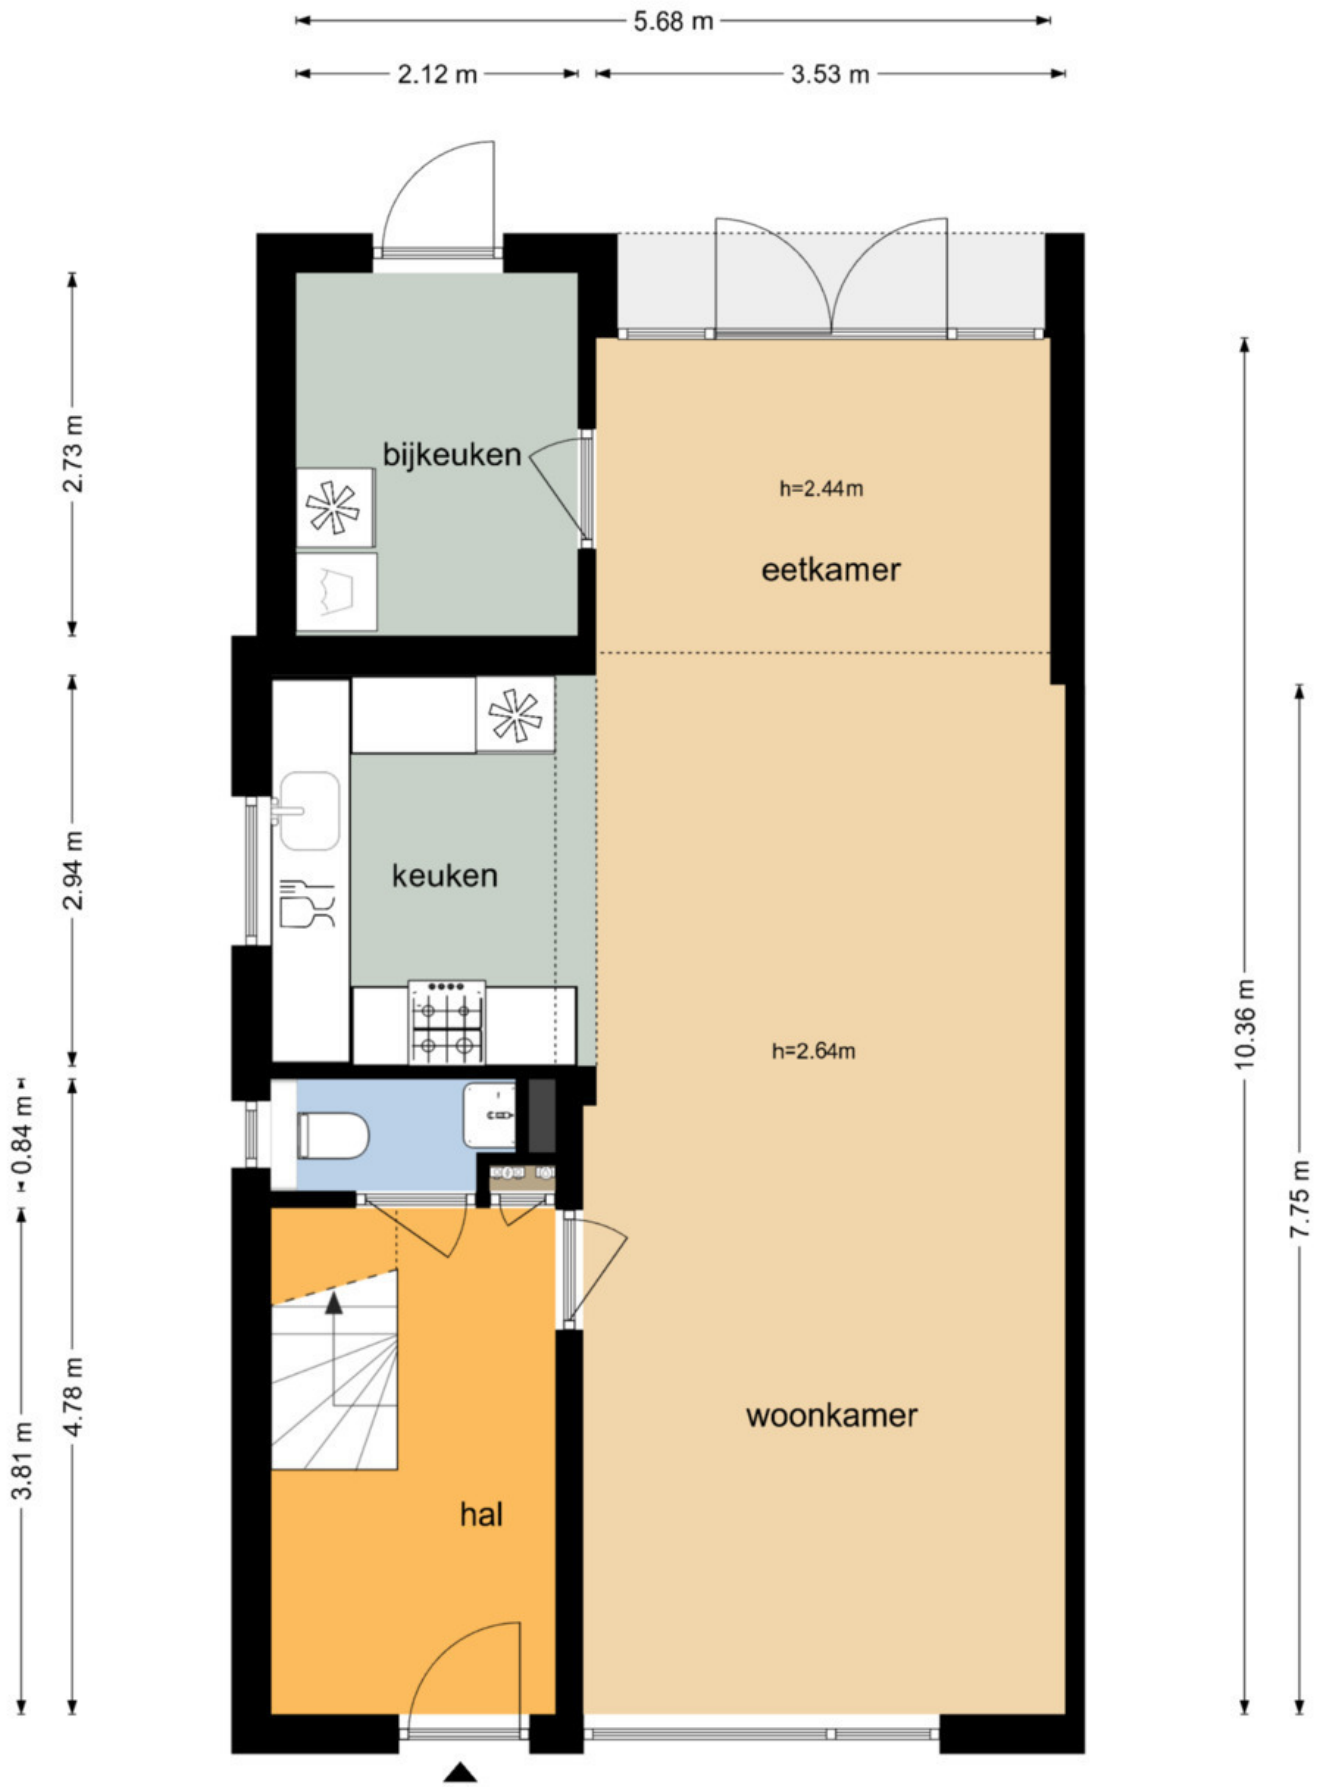 5.68 m
2.12 m
3.53 m
2.73 m
bijkeuken
h=2.44m
eetkamer
2.94 m
keuken
10.36 m
h=2.64m
0.84 m
7.75 m
4.78 m
3.81 m
woonkamer
hal